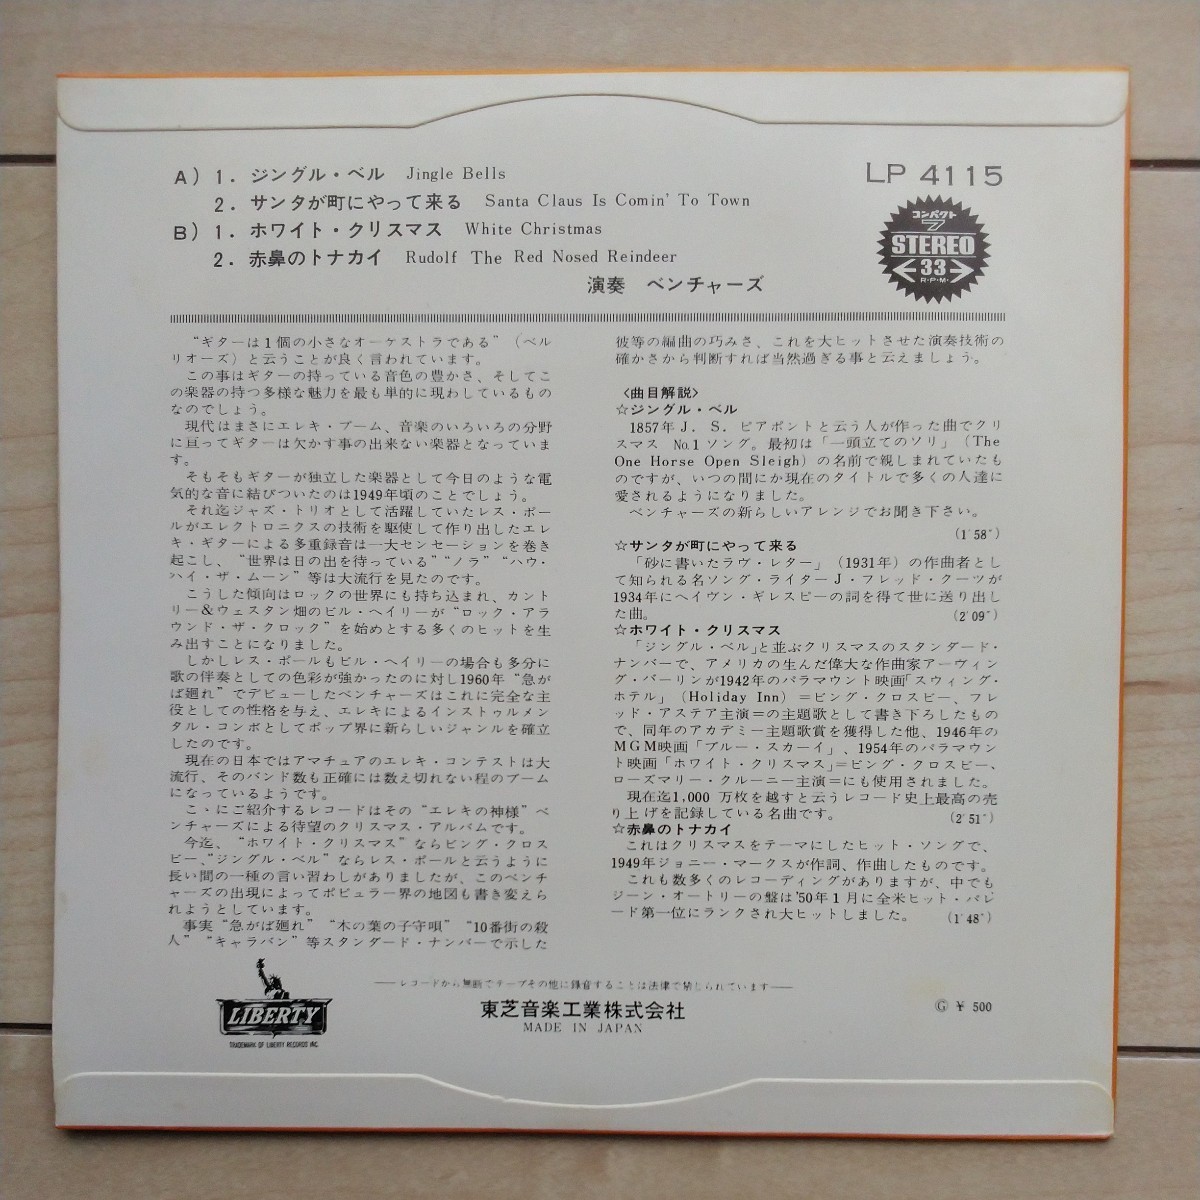 A) 1. ジングル・ベル Jingle Bells
2. サンタが町にやって来る Santa Claus Is Comin' To Town
B) 1. ホワイト・クリスマス White Christmas
2. 赤鼻のトナカイ Rudolf The Red Nosed Reindeer
演奏 ベンチャーズ
LP 4115
コンパクト
7
STEREO
33
R・P・M・
“ギターは1個の小さなオーケストラである”(ベル
リオーズ)と云うことが良く言われています。
この事はギターの持っている音色の豊かさ、そしてこ
の楽器の持つ多様な魅力を最も単的に現わしているもの
なのでしょう。
現代はまさにエレキ・ブーム、音楽のいろいろの分野
に亘ってギターは欠かす事の出来ない楽器となっていま
す。
そもそもギターが独立した楽器として今日のような電
気的な音に結びついたのは1949年頃のことでしょう。
それ迄ジャズ・トリオとして活躍していたレス・ポー
ルがエレクトロニクスの技術を駆使して作り出したエレ
キ・ギターによる多重録音は一大センセーションを巻き
起こし、“世界は日の出を待っている”“ノラ”“ハウ・
ハイ・ザ・ムーン”等は大流行を見たのです。
こうした傾向はロックの世界にも持ち込まれ、カント
リー&ウェスタン畑のビル・ヘイリーが“ロック・アラ
ウンド・ザ・クロック”を始めとする多くのヒットを生
み出すことになりました。
しかしレス・ポールもビル・ヘイリーの場合も多分に
歌の伴奏としての色彩が強かったのに対し1960年“急が
ば廻れ”でデビューしたベンチャーズはこれに完全な主
役としての性格を与え、エレキによるインストゥルメン
タル・コンボとしてポップ界に新らしいジャンルを確立
したのです。
現在の日本ではアマチュアのエレキ・コンテストは大
流行、そのバンド数も正確には数え切れない程のブーム
になっているようです。
こゝにご紹介するレコードはその“エレキの神様”ベ
ンチャーズによる待望のクリスマス・アルバムです。
今迄、“ホワイト・クリスマス”ならビング・クロス
ビー、“ジングル・ベル”ならレス・ポールと云うように
長い間の一種の言い習わしがありましたが、このベンチ
ャーズの出現によってポピュラー界の地図も書き変えら
れようとしています。
事実“急がば廻れ”“木の葉の子守唄”“10番街の殺
人”“キャラバン”等スタンダード・ナンバーで示した
彼等の編曲の巧みさ、これを大ヒットさせた演奏技術の
確かさから判断すれば当然過ぎる事と云えましょう。
〈曲目解説〉
☆ジングル・ベル
1857年J.S.ピアポントと云う人が作った曲でクリ
スマス No.1ソング。最初は「一頭立てのソリ」(The
One Horse Open Sleigh)の名前で親しまれていたも
のですが、いつの間にか現在のタイトルで多くの人達に
愛されるようになりました。
ベンチャーズの新らしいアレンジでお聞き下さい。
(1′58″)
☆サンタが町にやって来る
「砂に書いたラヴ・レター」(1931年)の作曲者とし
て知られる名ソング・ライターJ・フレッド・クーツが
1934年にヘイヴン・ギレスピーの詞を得て世に送り出し
た曲。 (2′09″)
☆ホワイト・クリスマス
「ジングル・ベル」と並ぶクリスマスのスタンダード・
ナンバーで、アメリカの生んだ偉大な作曲家アーヴィン
グ・バーリンが1942年のパラマウント映画「スウィング・
ホテル」(Holiday Inn)=ビング・クロスビー、フレ
ッド・アステア主演=の主題歌として書き下ろしたもの
で、同年のアカデミー主題歌賞を獲得した他、1946年の
MGM映画「ブルー・スカーイ」、1954年のパラマウン
ト映画「ホワイト・クリスマス」=ビング・クロスビー、
ローズマリー・クルーニー主演=にも使用されました。
現在迄1,000万枚を越すと云うレコード史上最高の売
り上げを記録している名曲です。 (2′51″)
☆赤鼻のトナカイ
これはクリスマスをテーマにしたヒット・ソングで、
1949年ジョニー・マークスが作詞、作曲したものです。
これも数多くのレコーディングがありますが、中でも
ジーン・オートリーの盤は'50年1月に全米ヒット・パレ
ード第一位にランクされ大ヒットしました。 (1′48″)
LIBERTY
TRADEMARK OF LIBERTY RECORDS INC.
——レコードから無断でテープその他に録音することは法律で禁じられています——
東芝音楽工業株式会社
MADE IN JAPAN
Ⓖ ¥ 500